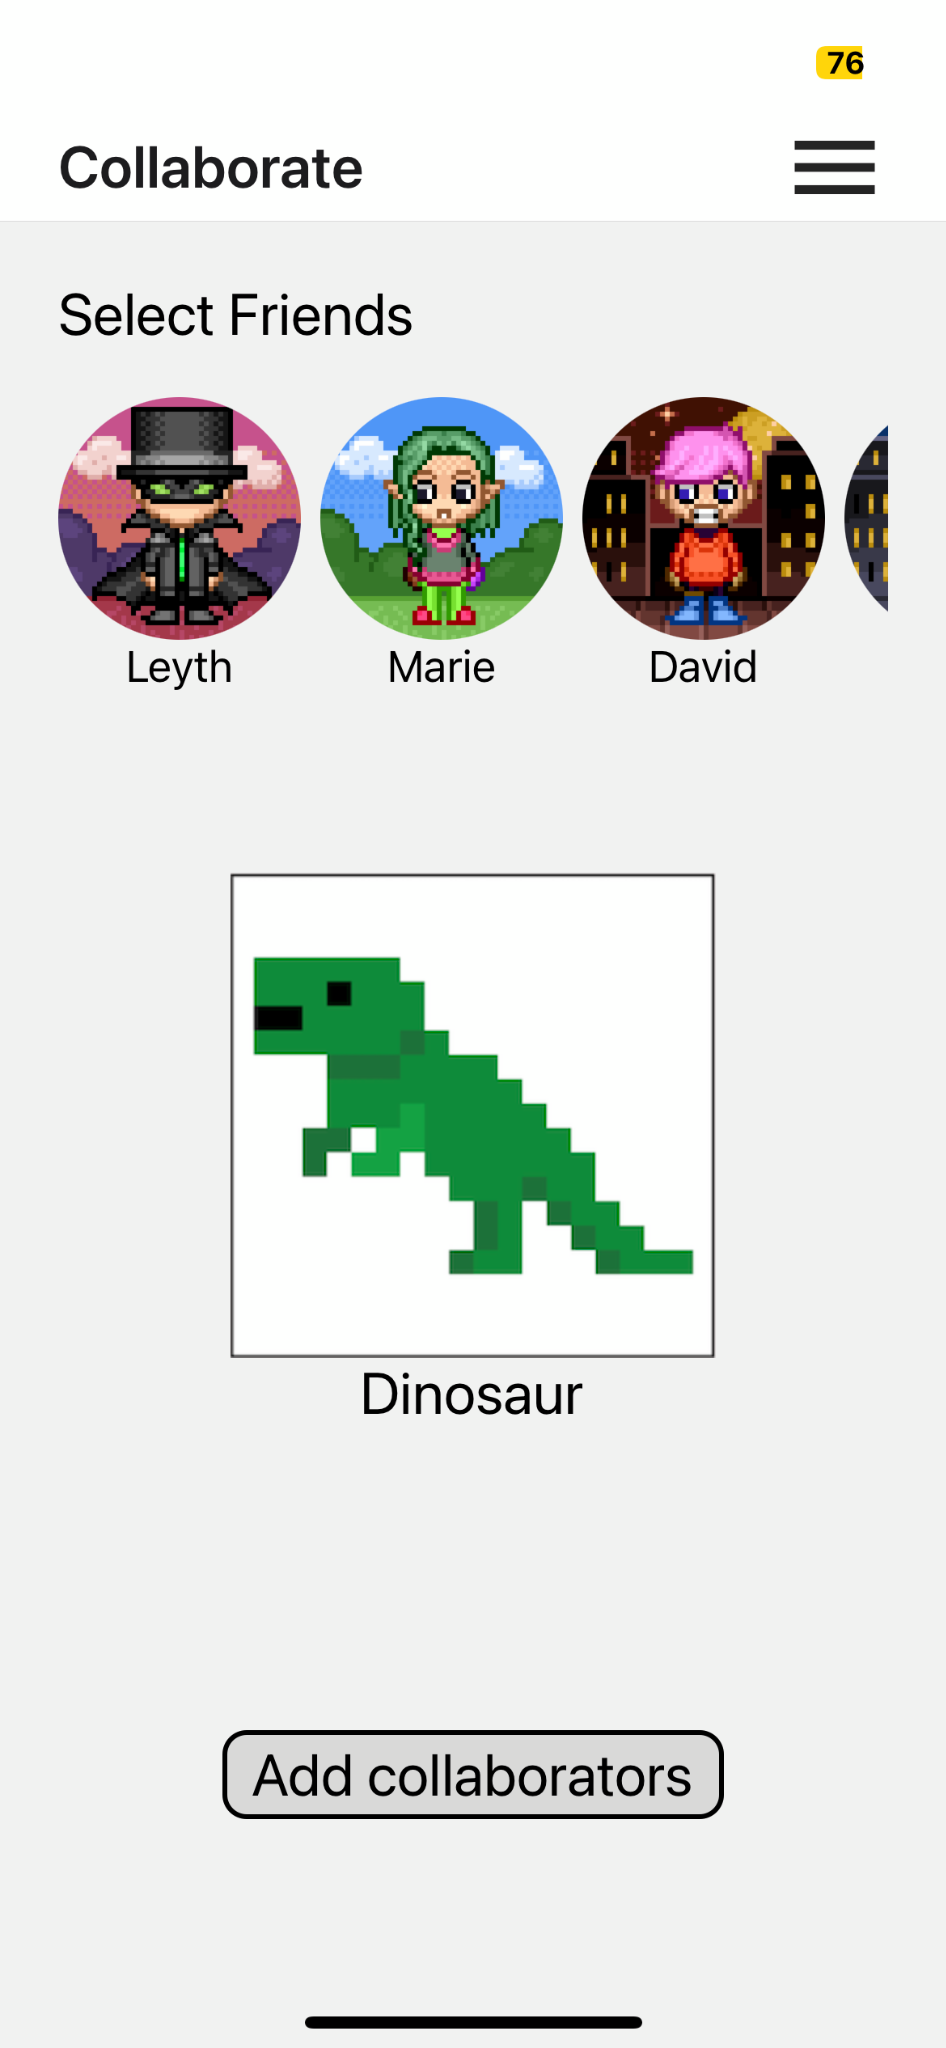 76
Collaborate
Select Friends
Leyth Marie David
Dinosaur
Add collaborators